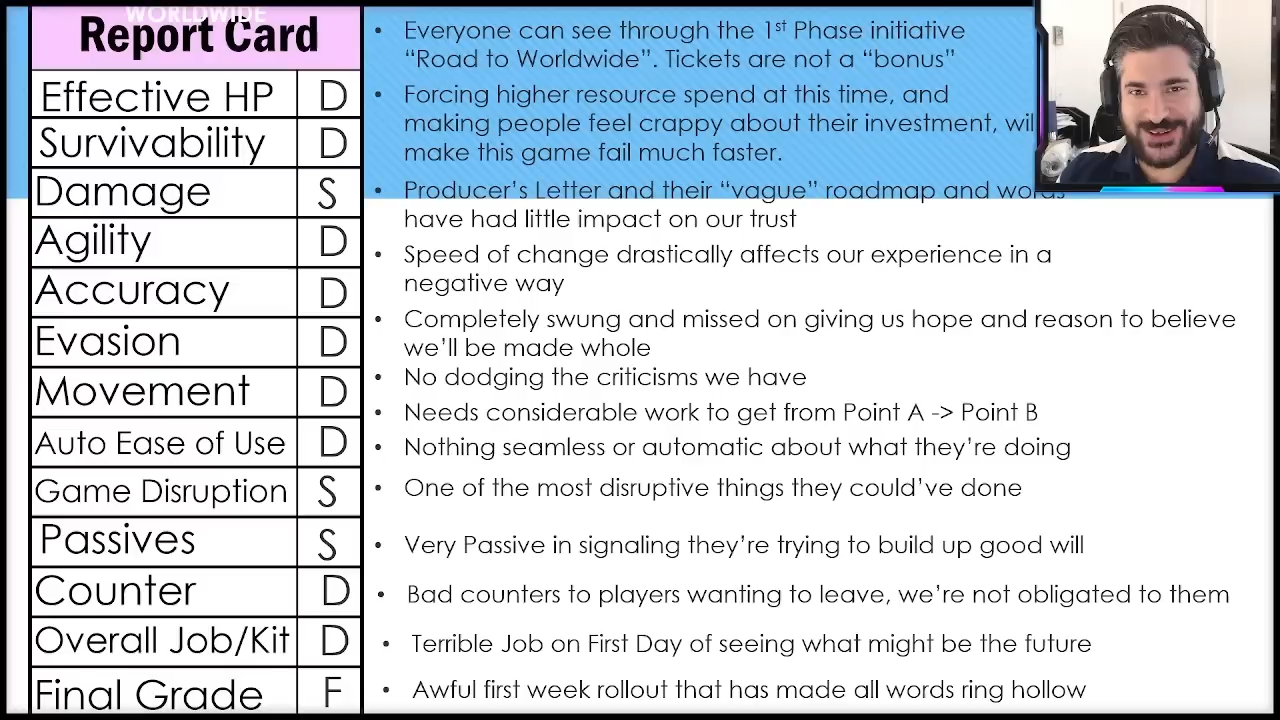 WORLDWIDE
Report Card
Effective HP D
Survivability D
Damage S
Agility D
Accuracy D
Evasion D
Movement D
Auto Ease of Use D
Game Disruption S
Passives S
Counter D
Overall Job/Kit D
Final Grade F
• Everyone can see through the 1st Phase initiative
“Road to Worldwide”. Tickets are not a “bonus”
• Forcing higher resource spend at this time, and
making people feel crappy about their investment, wil
make this game fail much faster.
• Producer’s Letter and their “vague” roadmap and words
have had little impact on our trust
• Speed of change drastically affects our experience in a
negative way
• Completely swung and missed on giving us hope and reason to believe
we’ll be made whole
• No dodging the criticisms we have
• Needs considerable work to get from Point A -> Point B
• Nothing seamless or automatic about what they’re doing
• One of the most disruptive things they could’ve done
• Very Passive in signaling they’re trying to build up good will
• Bad counters to players wanting to leave, we’re not obligated to them
• Terrible Job on First Day of seeing what might be the future
• Awful first week rollout that has made all words ring hollow